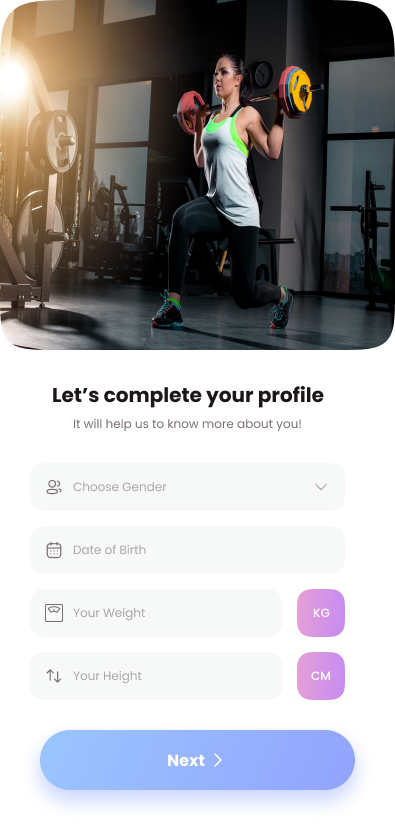 Let’s complete your profile
It will help us to know more about you!
Choose Gender
Date of Birth
Your Weight
KG
Your Height
CM
Next